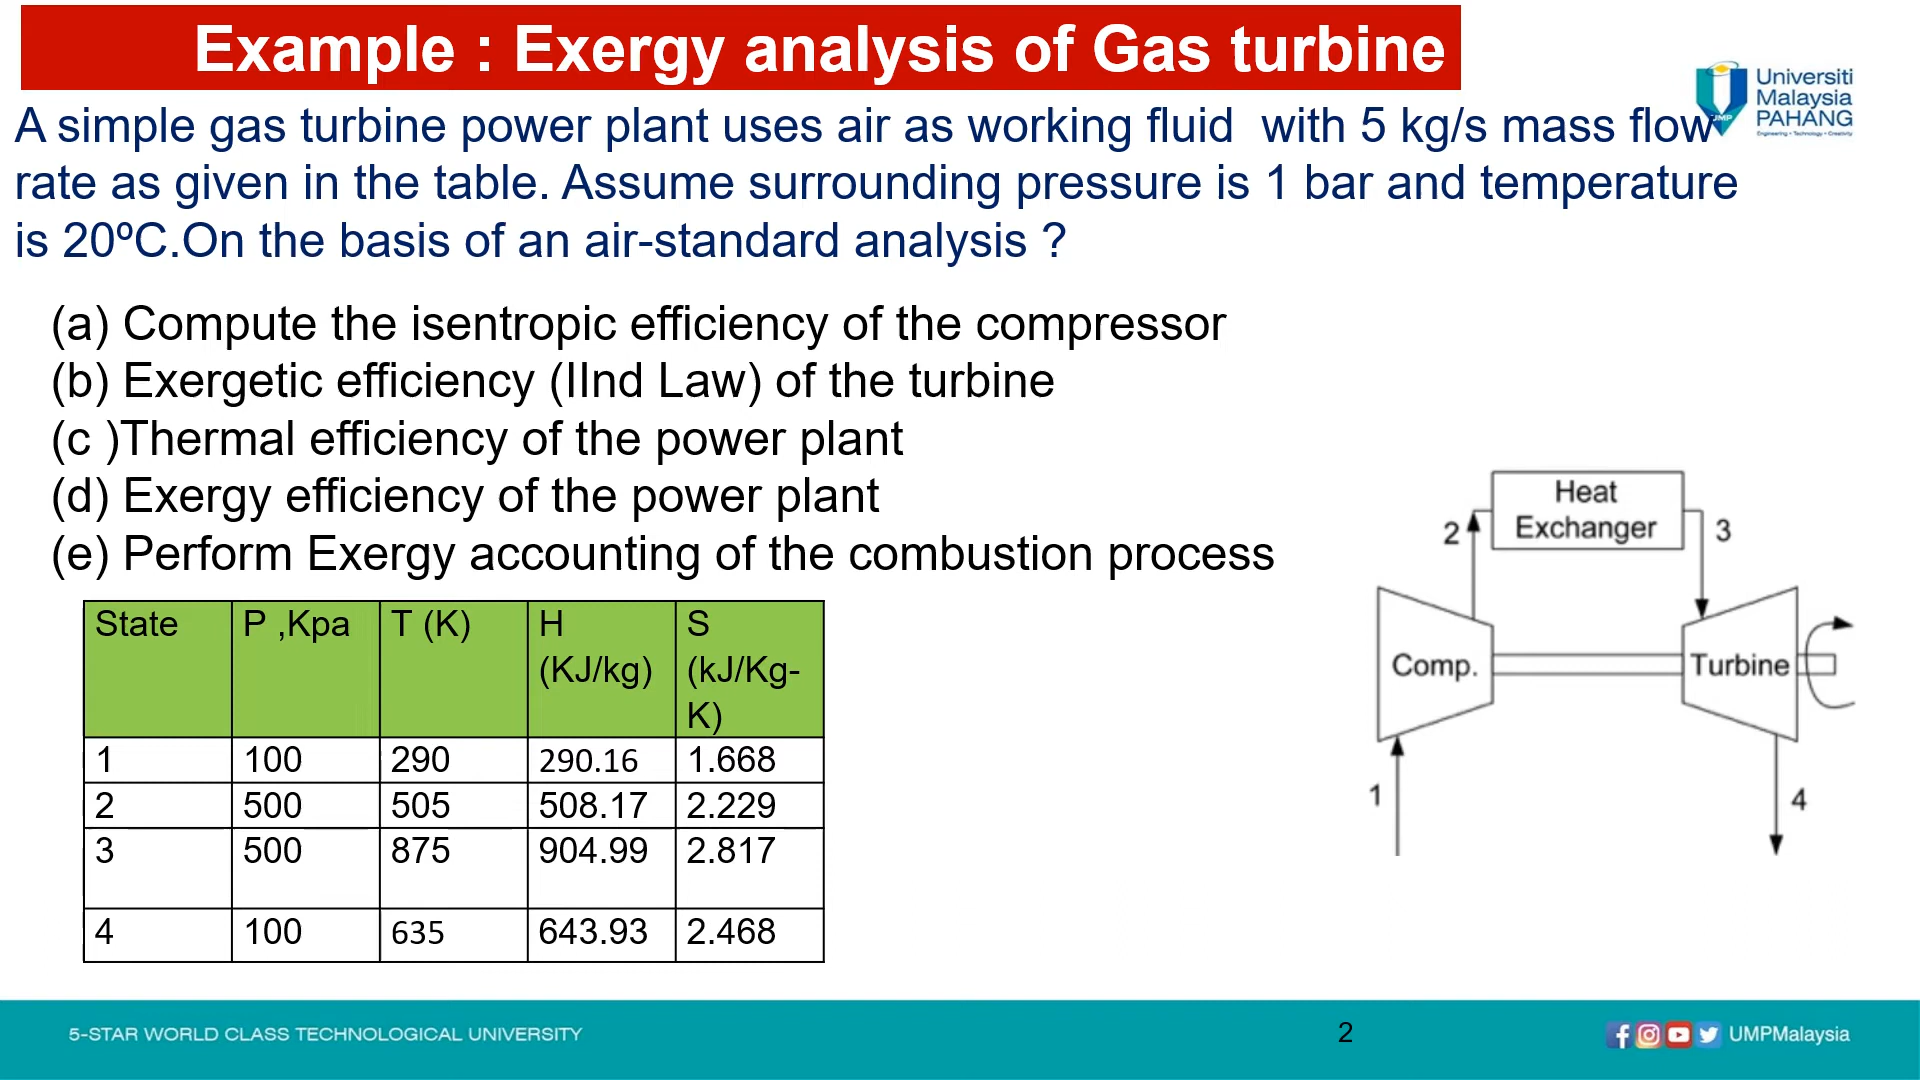 Example : Exergy analysis of Gas turbine
Universiti
Malaysia
PAHANG
Engineering • Technology • Creativity
UMP
A simple gas turbine power plant uses air as working fluid with 5 kg/s mass flow
rate as given in the table. Assume surrounding pressure is 1 bar and temperature
is 20ºC.On the basis of an air-standard analysis ?
(a) Compute the isentropic efficiency of the compressor
(b) Exergetic efficiency (IInd Law) of the turbine
(c )Thermal efficiency of the power plant
(d) Exergy efficiency of the power plant
(e) Perform Exergy accounting of the combustion process
State P ,Kpa T (K) H S
(KJ/kg) (kJ/Kg-
K)
1 100 290 290.16 1.668
2 500 505 508.17 2.229
3 500 875 904.99 2.817
4 100 635 643.93 2.468
Heat
Exchanger
2
3
Comp.
Turbine
1
4
5-STAR WORLD CLASS TECHNOLOGICAL UNIVERSITY
2
UMPMalaysia